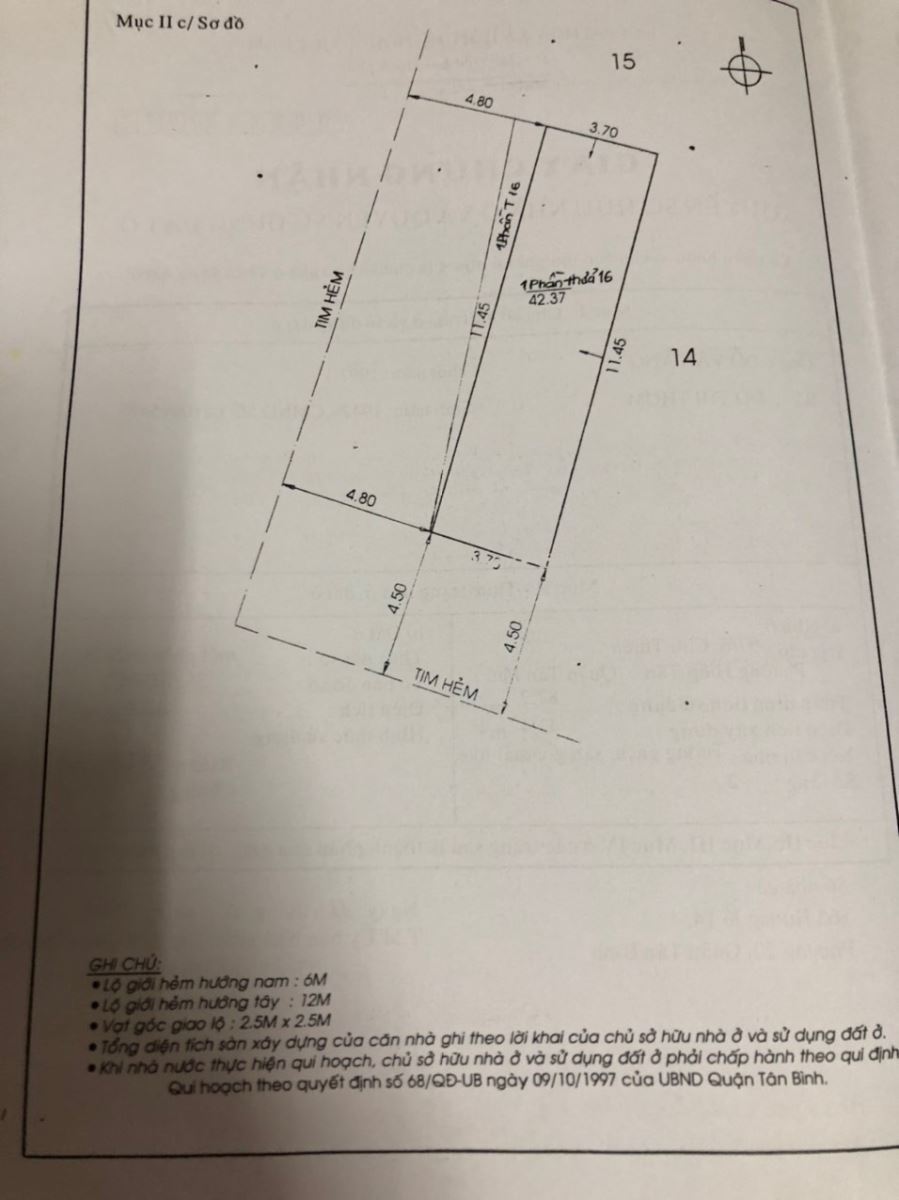 Mục II c/ Sơ đồ
15
4.80
3.70
1Phần T 16
1Phần thửa 16
42.37
TIM HẺM
11.45
11.45
14
4.80
3.70
4.50
4.50
TIM HẺM
GHI CHÚ:
• Lộ giới hẻm hướng nam : 6M
• Lộ giới hẻm hướng tây : 12M
• Vạt góc giao lộ : 2.5M x 2.5M
• Tổng diện tích sàn xây dựng của căn nhà ghi theo lời khai của chủ sở hữu nhà ở và sử dụng đất ở.
• Khi nhà nước thực hiện qui hoạch, chủ sở hữu nhà ở và sử dụng đất ở phải chấp hành theo qui định
Qui hoạch theo quyết định số 68/QĐ-UB ngày 09/10/1997 của UBND Quận Tân Bình.